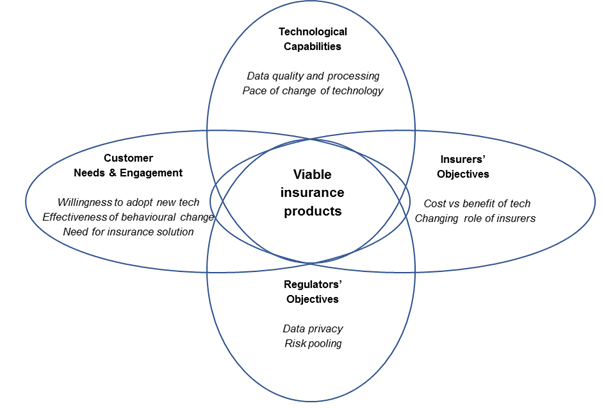 Technological
Capabilities
Data quality and processing
Pace of change of technology
Customer
Needs & Engagement
Willingness to adopt new tech
Effectiveness of behavioural change
Need for insurance solution
Viable
insurance
products
Insurers’
Objectives
Cost vs benefit of tech
Changing role of insurers
Regulators’
Objectives
Data privacy
Risk pooling